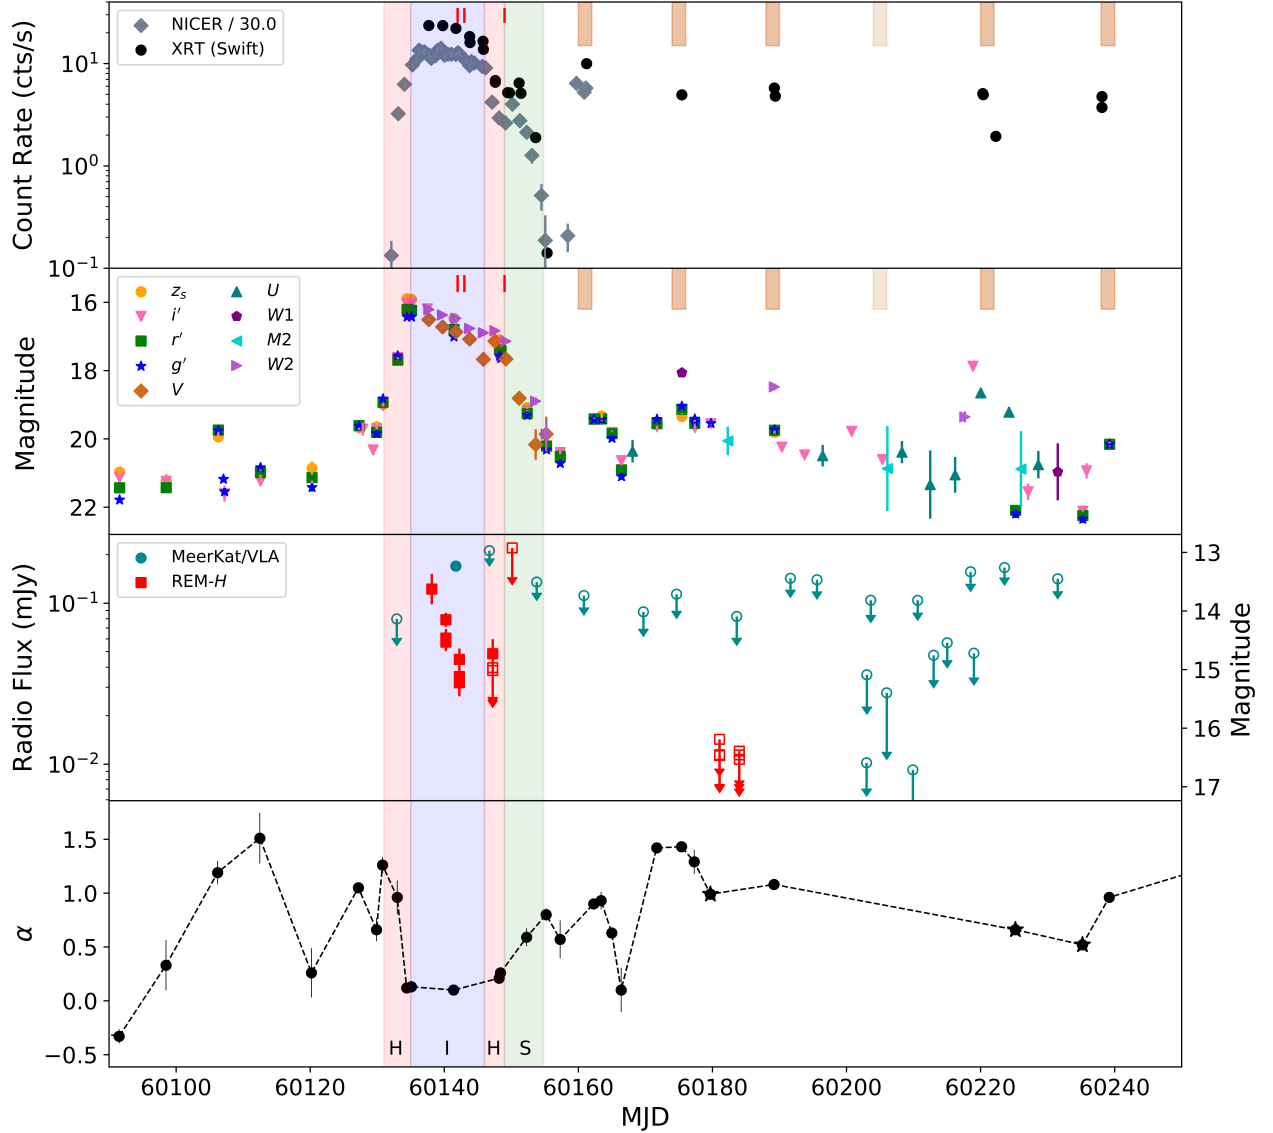 NICER / 30.0
XRT (Swift)
Count Rate (cts/s)
10¹
10⁰
10⁻¹
z_s
i′
r′
g′
V
U
W1
M2
W2
Magnitude
16
18
20
22
MeerKat/VLA
REM-H
Radio Flux (mJy)
10⁻¹
10⁻²
13
14
15
16
17
Magnitude
α
1.5
1.0
0.5
0.0
−0.5
H I H S
60100 60120 60140 60160 60180 60200 60220 60240
MJD